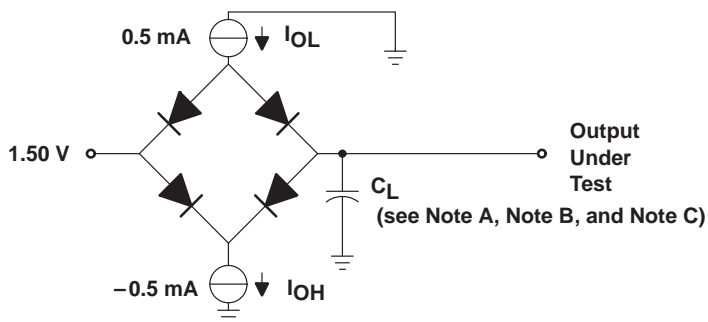 0.5 mA
IOL
1.50 V
Output
Under
Test
CL
(see Note A, Note B, and Note C)
−0.5 mA
IOH